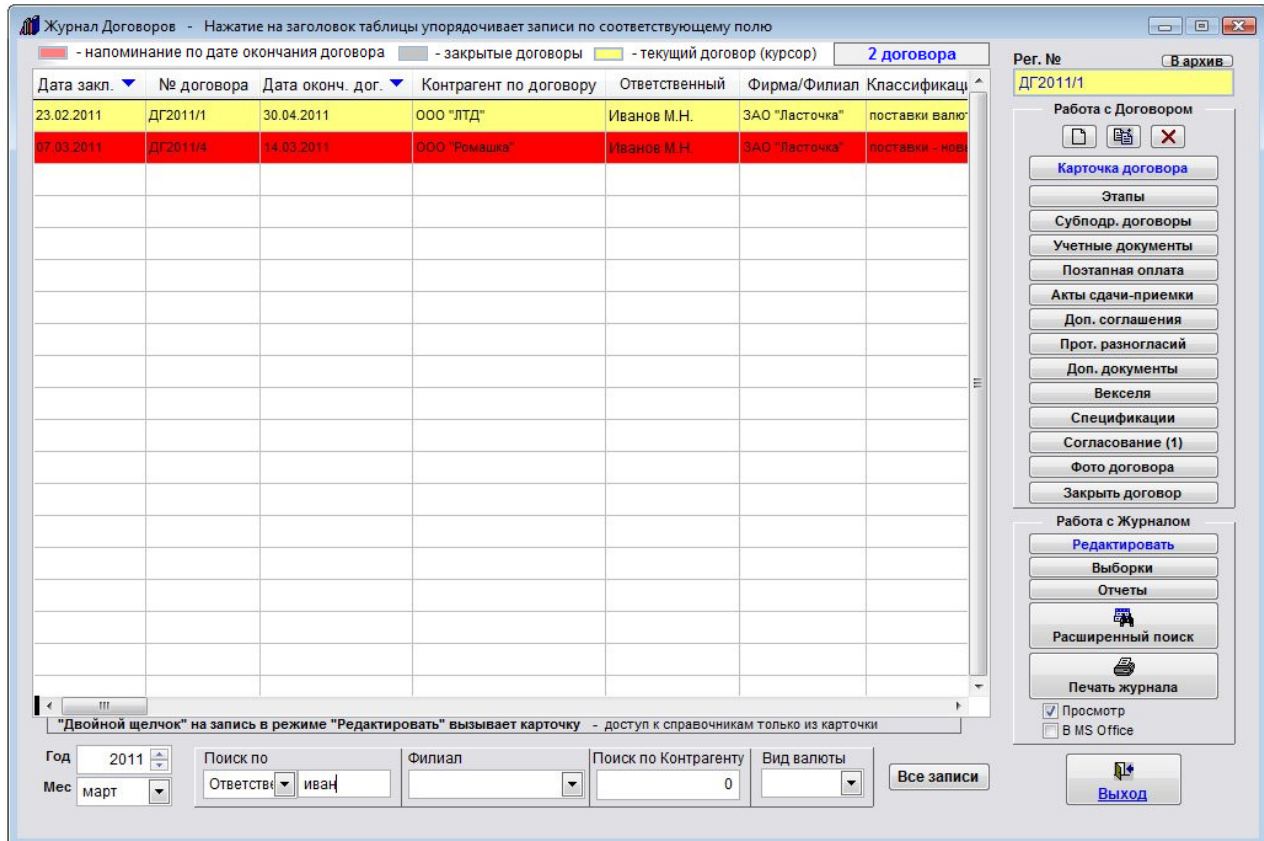 Журнал Договоров - Нажатие на заголовок таблицы упорядочивает записи по соответствующему полю
- напоминание по дате окончания договора - закрытые договоры - текущий договор (курсор) 2 договора
Рег. № В архив
ДГ2011/1
Дата закл. № договора Дата оконч. дог. Контрагент по договору Ответственный Фирма/Филиал Классификаци
23.02.2011 ДГ2011/1 30.04.2011 ООО "ЛТД" Иванов М.Н. ЗАО "Ласточка" поставки валют
07.03.2011 ДГ2011/4 14.03.2011 ООО "Ромашка" Иванов М.Н. ЗАО "Ласточка" поставки - новы
Работа с Договором
Карточка договора
Этапы
Субподр. договоры
Учетные документы
Поэтапная оплата
Акты сдачи-приемки
Доп. соглашения
Прот. разногласий
Доп. документы
Векселя
Спецификации
Согласование (1)
Фото договора
Закрыть договор
Работа с Журналом
Редактировать
Выборки
Отчеты
Расширенный поиск
Печать журнала
Просмотр
В MS Office
Выход
"Двойной щелчок" на запись в режиме "Редактировать" вызывает карточку - доступ к справочникам только из карточки
Год 2011
Мес март
Поиск по
Ответстве иван
Филиал
Поиск по Контрагенту
0
Вид валюты
Все записи